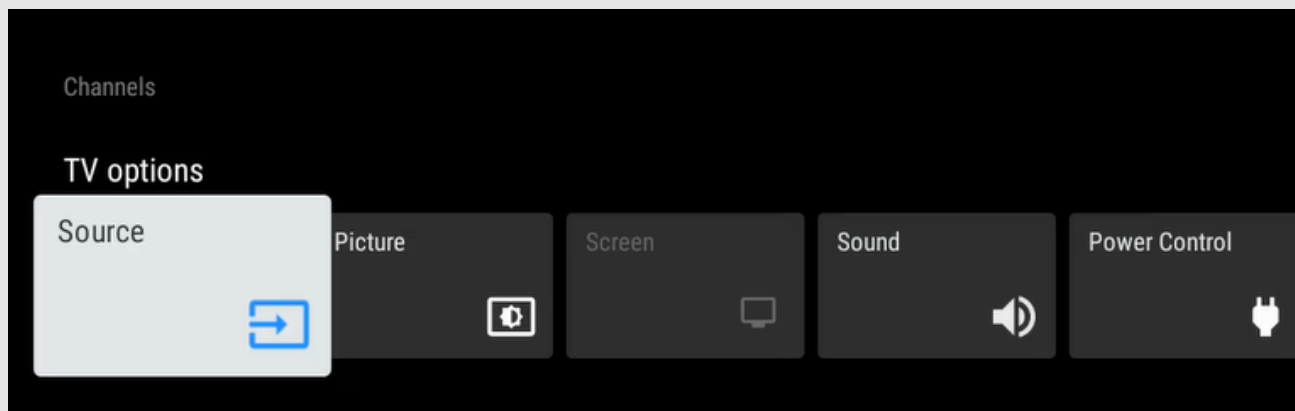 Channels
TV options
Source
Picture
Screen
Sound
Power Control